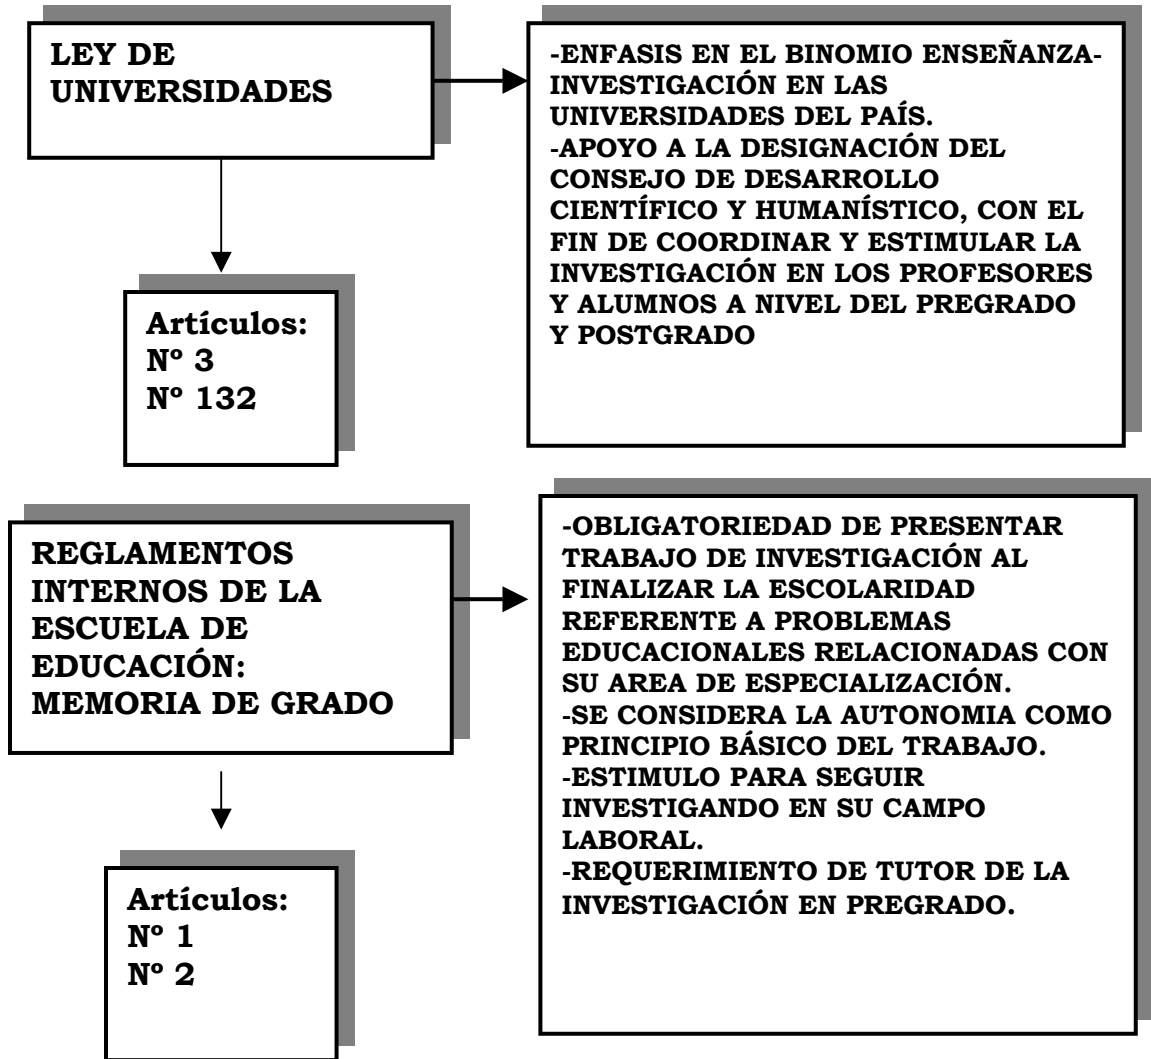 LEY DE
UNIVERSIDADES
-ENFASIS EN EL BINOMIO ENSEÑANZA-
INVESTIGACIÓN EN LAS
UNIVERSIDADES DEL PAÍS.
-APOYO A LA DESIGNACIÓN DEL
CONSEJO DE DESARROLLO
CIENTÍFICO Y HUMANÍSTICO, CON EL
FIN DE COORDINAR Y ESTIMULAR LA
INVESTIGACIÓN EN LOS PROFESORES
Y ALUMNOS A NIVEL DEL PREGRADO
Y POSTGRADO
Artículos:
Nº 3
Nº 132
REGLAMENTOS
INTERNOS DE LA
ESCUELA DE
EDUCACIÓN:
MEMORIA DE GRADO
-OBLIGATORIEDAD DE PRESENTAR
TRABAJO DE INVESTIGACIÓN AL
FINALIZAR LA ESCOLARIDAD
REFERENTE A PROBLEMAS
EDUCACIONALES RELACIONADAS CON
SU AREA DE ESPECIALIZACIÓN.
-SE CONSIDERA LA AUTONOMIA COMO
PRINCIPIO BÁSICO DEL TRABAJO.
-ESTIMULO PARA SEGUIR
INVESTIGANDO EN SU CAMPO
LABORAL.
-REQUERIMIENTO DE TUTOR DE LA
INVESTIGACIÓN EN PREGRADO.
Artículos:
Nº 1
Nº 2